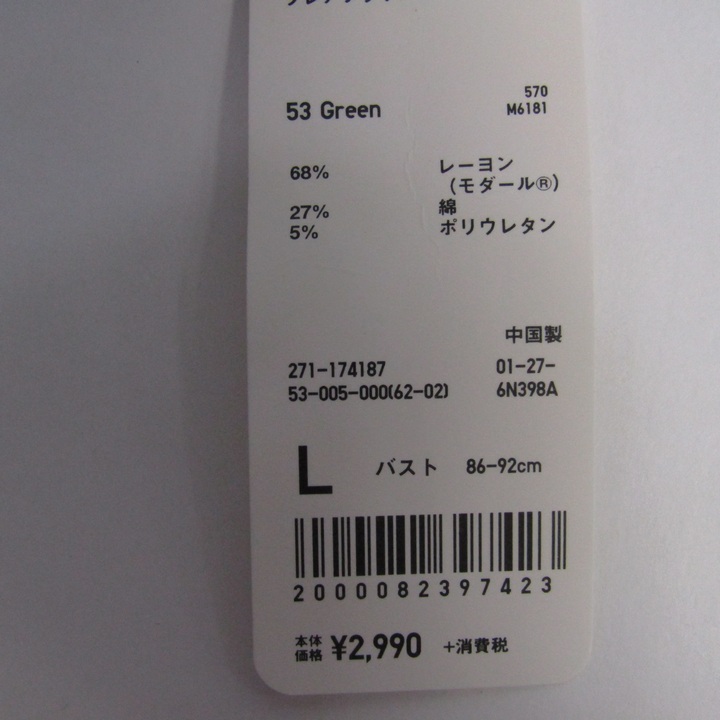 53 Green
570
M6181
68% レーヨン
(モダール®)
27% 綿
5% ポリウレタン
中国製
271-174187 01-27-
53-005-000(62-02) 6N398A
L バスト 86-92cm
2000082397423
本体
価格 ¥2,990 +消費税